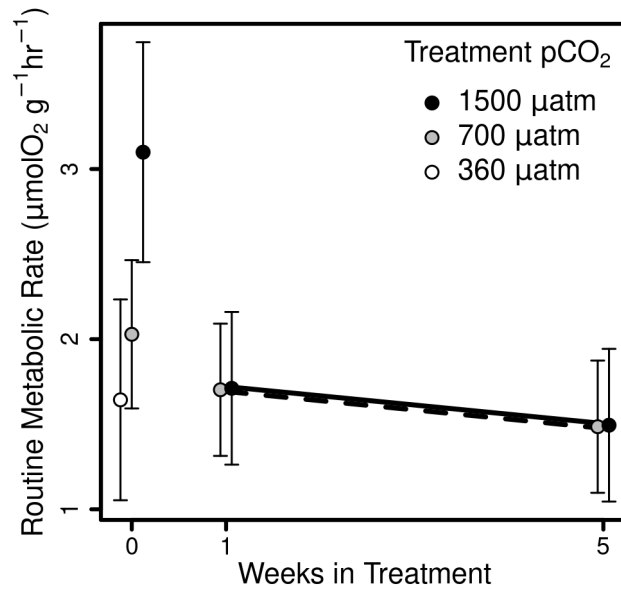 Treatment pCO₂
1500 µatm
700 µatm
360 µatm
Routine Metabolic Rate (µmolO₂ g⁻¹hr⁻¹)
3
2
1
0
1
5
Weeks in Treatment